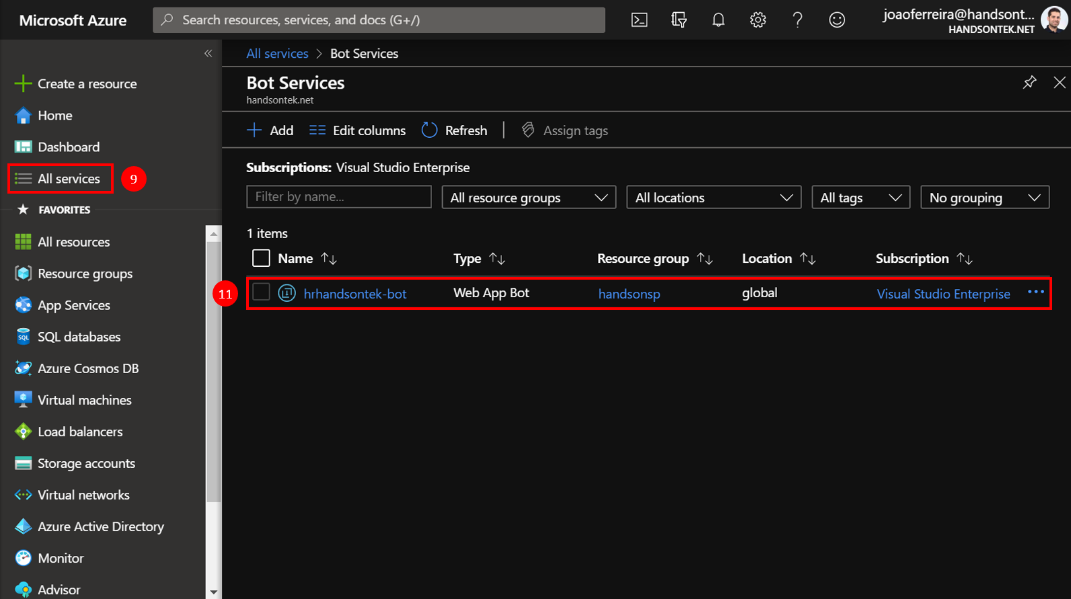 Microsoft Azure
Search resources, services, and docs (G+/)
joaoferreira@handsont...
HANDSONTEK.NET
Create a resource
Home
Dashboard
All services
9
FAVORITES
All resources
Resource groups
App Services
SQL databases
Azure Cosmos DB
Virtual machines
Load balancers
Storage accounts
Virtual networks
Azure Active Directory
Monitor
Advisor
All services > Bot Services
Bot Services
handsontek.net
Add Edit columns Refresh Assign tags
Subscriptions: Visual Studio Enterprise
Filter by name... All resource groups All locations All tags No grouping
1 items
Name Type Resource group Location Subscription
11 hrhandsontek-bot Web App Bot handsonsp global Visual Studio Enterprise ...